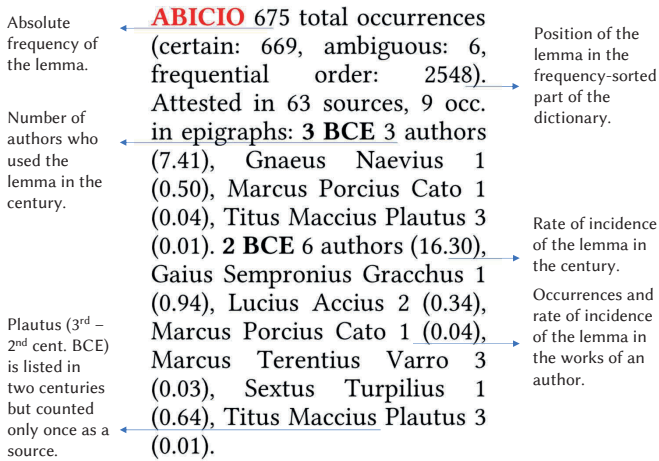 Absolute
frequency of
the lemma.
Number of
authors who
used the
lemma in the
century.
Plautus (3rd –
2nd cent. BCE)
is listed in
two centuries
but counted
only once as a
source.
ABICIO 675 total occurrences
(certain: 669, ambiguous: 6,
frequential order: 2548).
Attested in 63 sources, 9 occ.
in epigraphs: 3 BCE 3 authors
(7.41), Gnaeus Naevius 1
(0.50), Marcus Porcius Cato 1
(0.04), Titus Maccius Plautus 3
(0.01). 2 BCE 6 authors (16.30),
Gaius Sempronius Gracchus 1
(0.94), Lucius Accius 2 (0.34),
Marcus Porcius Cato 1 (0.04),
Marcus Terentius Varro 3
(0.03), Sextus Turpilius 1
(0.64), Titus Maccius Plautus 3
(0.01).
Position of the
lemma in the
frequency-sorted
part of the
dictionary.
Rate of incidence
of the lemma in
the century.
Occurrences and
rate of incidence
of the lemma in
the works of an
author.